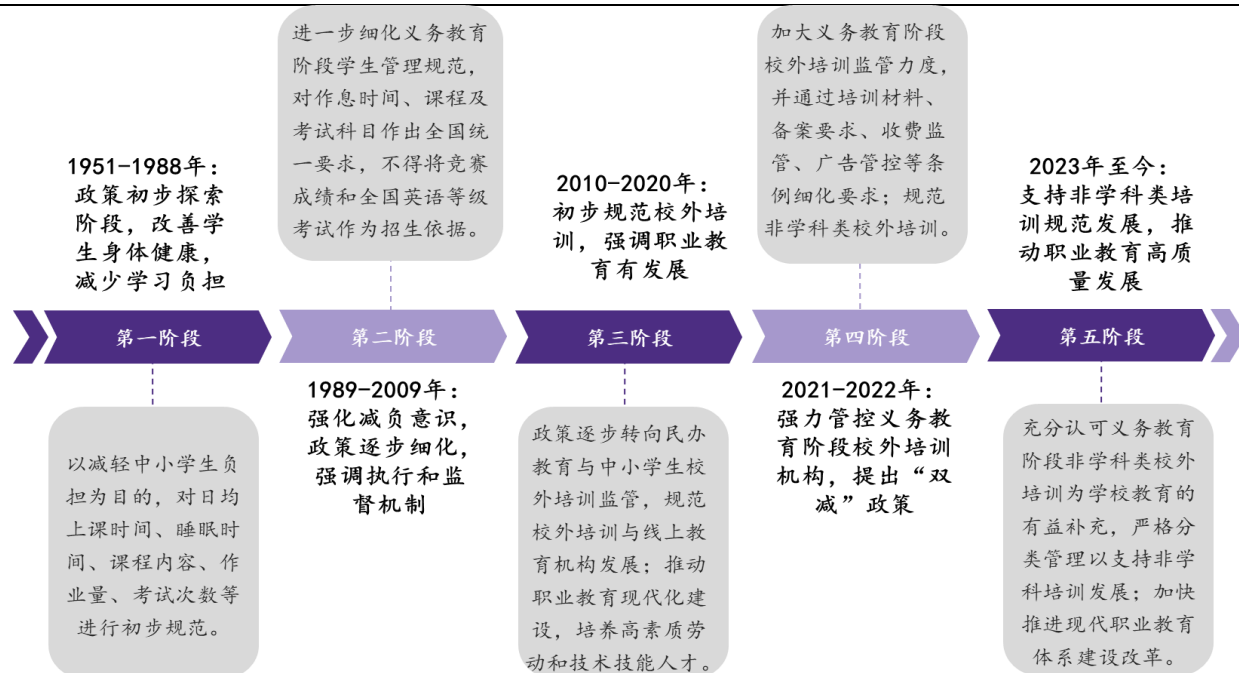 1951-1988年：
政策初步探索
阶段，改善学
生身体健康，
减少学习负担
第一阶段
以减轻中小学生负
担为目的，对日均
上课时间、睡眠时
间、课程内容、作
业量、考试次数等
进行初步规范。
进一步细化义务教育
阶段学生管理规范，
对作息时间、课程及
考试科目作出全国统
一要求，不得将竞赛
成绩和全国英语等级
考试作为招生依据。
第二阶段
1989-2009年：
强化减负意识，
政策逐步细化，
强调执行和监
督机制
2010-2020年：
初步规范校外培
训，强调职业教
育有发展
第三阶段
政策逐步转向民办
教育与中小学生校
外培训监管，规范
校外培训与线上教
育机构发展；推动
职业教育现代化建
设，培养高素质劳
动和技术技能人才。
加大义务教育阶段
校外培训监管力度，
并通过培训材料、
备案要求、收费监
管、广告管控等条
例细化要求；规范
非学科类校外培训。
第四阶段
2021-2022年：
强力管控义务教
育阶段校外培训
机构，提出“双
减”政策
2023年至今：
支持非学科类培
训规范发展，推
动职业教育高质
量发展
第五阶段
充分认可义务教育
阶段非学科类校外
培训为学校教育的
有益补充，严格分
类管理以支持非学
科培训发展；加快
推进现代职业教育
体系建设改革。